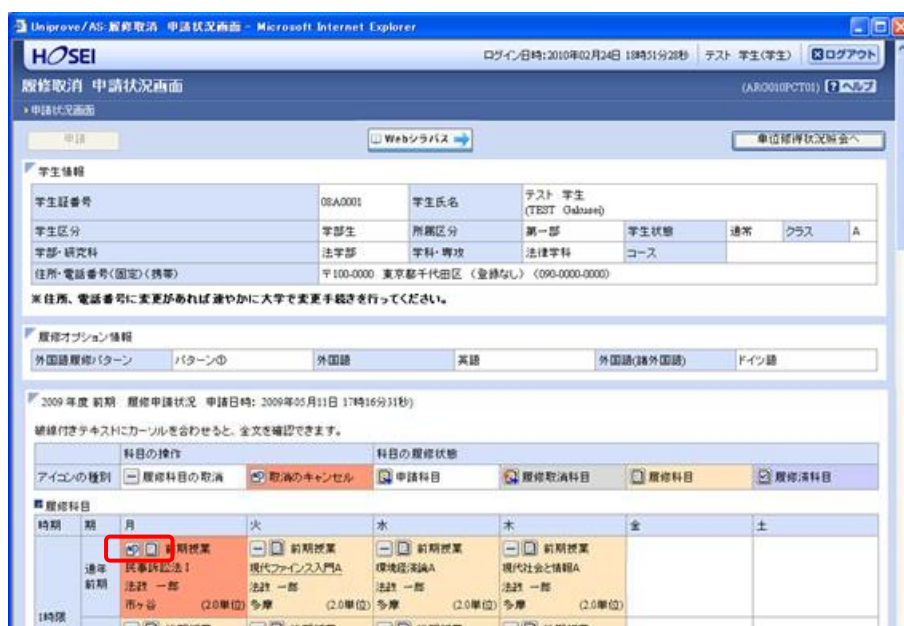 Uniprove/AS:履修取消 申請状況画面 - Microsoft Internet Explorer
HOSEI ログイン日時:2010年02月24日 18時51分28秒 テスト 学生(学生) ログアウト
履修取消 申請状況画面 (ARO010PCT01) ヘルプ
申請状況画面
申請 Webシラバス 単位修得状況照会へ
学生情報
学生証番号 08A0001 学生氏名 テスト 学生
(TEST Gakusei)
学生区分 学部生 所属区分 第一部 学生状態 通常 クラス A
学部・研究科 法学部 学科・専攻 法律学科 コース
住所・電話番号(固定)(携帯) 〒100-0000 東京都千代田区 (登録なし) (090-0000-0000)
※住所、電話番号に変更があれば速やかに大学で変更手続きを行ってください。
履修オプション情報
外国語履修パターン パターン① 外国語 英語 外国語(諸外国語) ドイツ語
2009年度 前期 履修申請状況 申請日時: 2009年05月11日 17時16分31秒)
破線付きテキストにカーソルを合わせると、全文を確認できます。
科目の操作 科目の履修状態
アイコンの種別 履修科目の取消 取消のキャンセル 申請科目 履修取消科目 履修科目 履修済科目
履修科目
時期 期 月 火 水 木 金 土
前期授業 前期授業 前期授業 前期授業
通年 民事訴訟法Ⅰ 現代ファインス入門A 環境経済論A 現代社会と情報A
前期 法政 一郎 法政 一郎 法政 一郎 法政 一郎
市ヶ谷 (2.0単位) 多摩 (2.0単位) 多摩 (2.0単位) 多摩 (2.0単位)
1時限